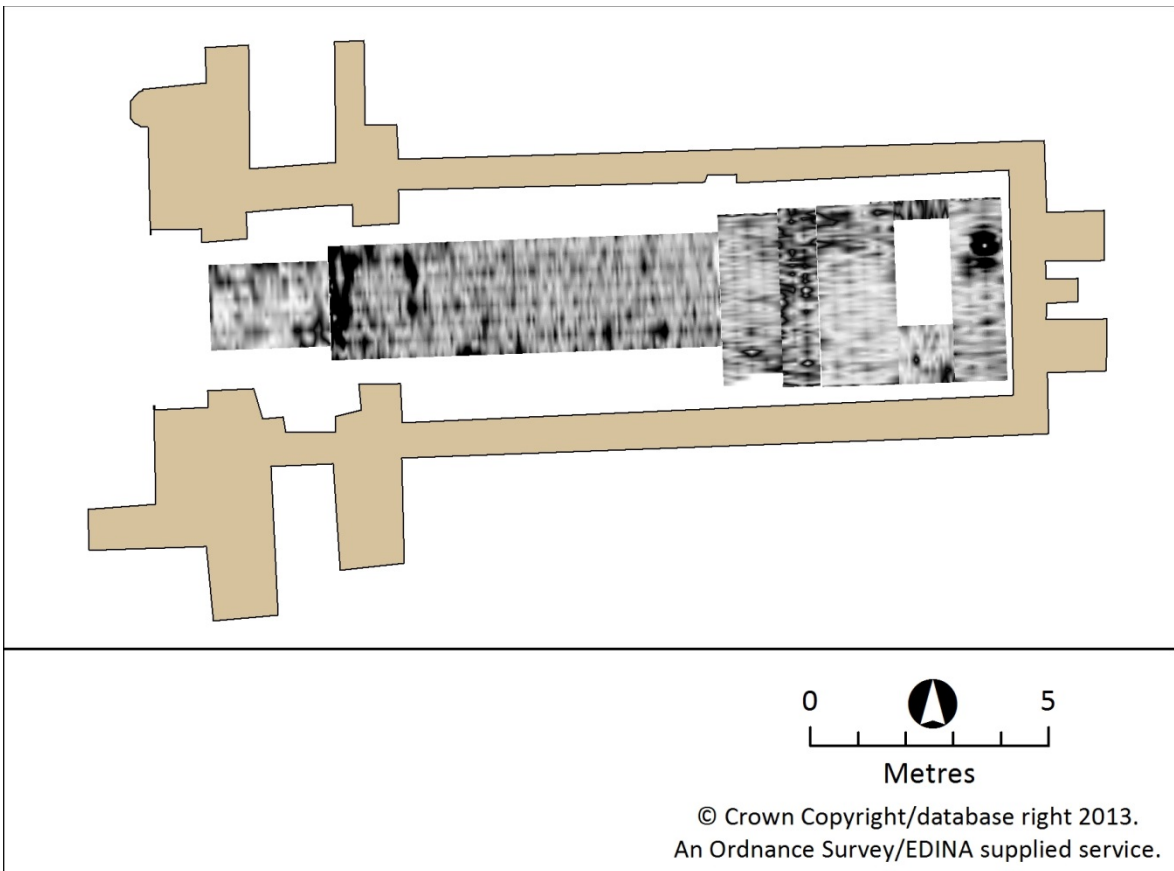 0 5
Metres
© Crown Copyright/database right 2013.
An Ordnance Survey/EDINA supplied service.